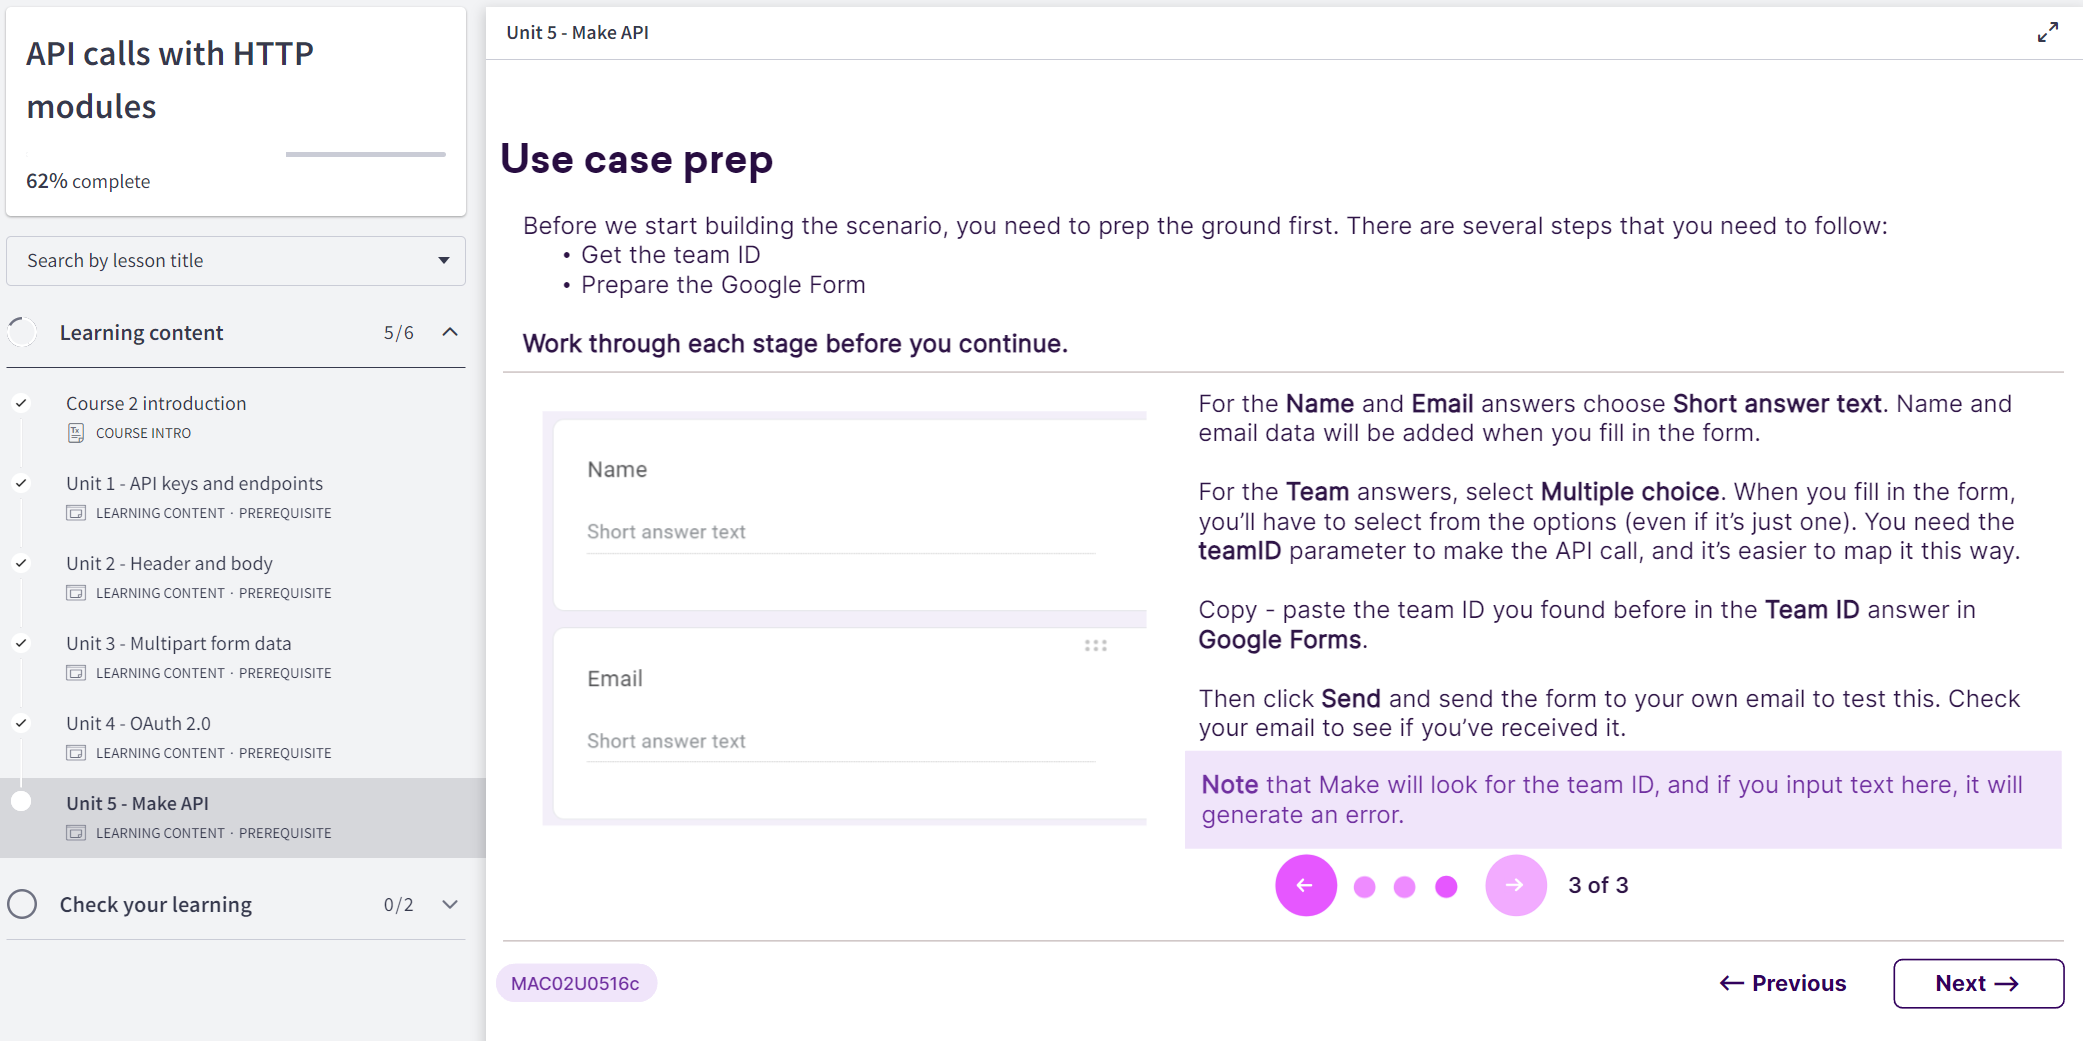 API calls with HTTP
modules
62% complete
Search by lesson title
Learning content 5/6
Course 2 introduction
COURSE INTRO
Unit 1 - API keys and endpoints
LEARNING CONTENT · PREREQUISITE
Unit 2 - Header and body
LEARNING CONTENT · PREREQUISITE
Unit 3 - Multipart form data
LEARNING CONTENT · PREREQUISITE
Unit 4 - OAuth 2.0
LEARNING CONTENT · PREREQUISITE
Unit 5 - Make API
LEARNING CONTENT · PREREQUISITE
Check your learning 0/2
Unit 5 - Make API
Use case prep
Before we start building the scenario, you need to prep the ground first. There are several steps that you need to follow:
• Get the team ID
• Prepare the Google Form
Work through each stage before you continue.
Name
Short answer text
Email
Short answer text
For the Name and Email answers choose Short answer text. Name and
email data will be added when you fill in the form.
For the Team answers, select Multiple choice. When you fill in the form,
you’ll have to select from the options (even if it’s just one). You need the
teamID parameter to make the API call, and it’s easier to map it this way.
Copy - paste the team ID you found before in the Team ID answer in
Google Forms.
Then click Send and send the form to your own email to test this. Check
your email to see if you’ve received it.
Note that Make will look for the team ID, and if you input text here, it will
generate an error.
3 of 3
MAC02U0516c
← Previous
Next →